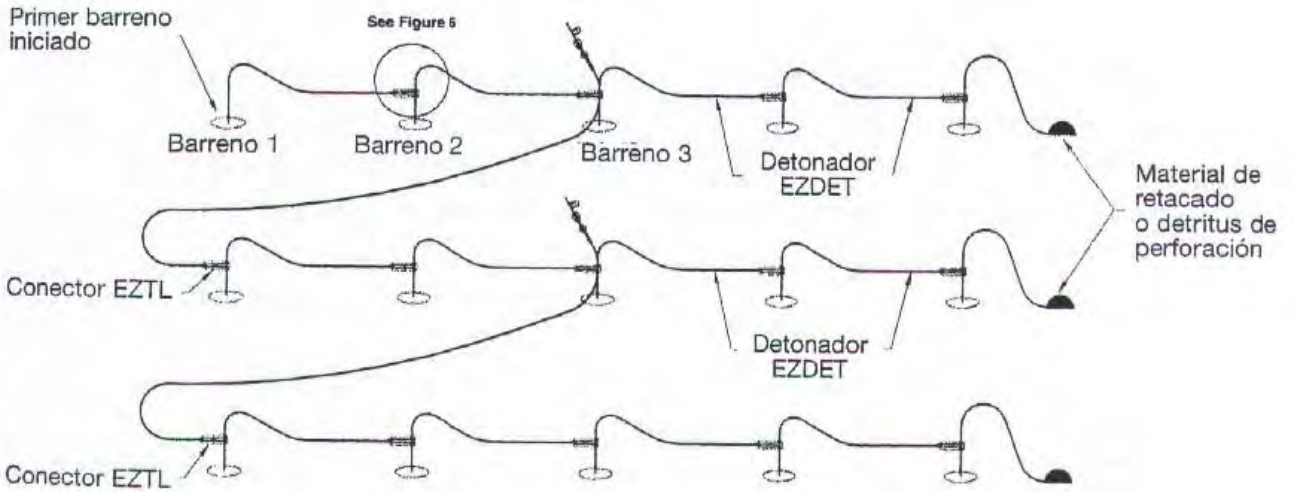 Primer barreno
iniciado
See Figure 6
Barreno 1
Barreno 2
Barreno 3
Detonador
EZDET
Material de
retacado
o detritus de
perforación
Conector EZTL
Detonador
EZDET
Conector EZTL